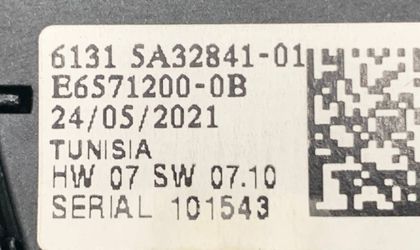 6131 5A32841-01
E6571200-0B
24/05/2021
TUNISIA
HW 07 SW 07.10
SERIAL 101543